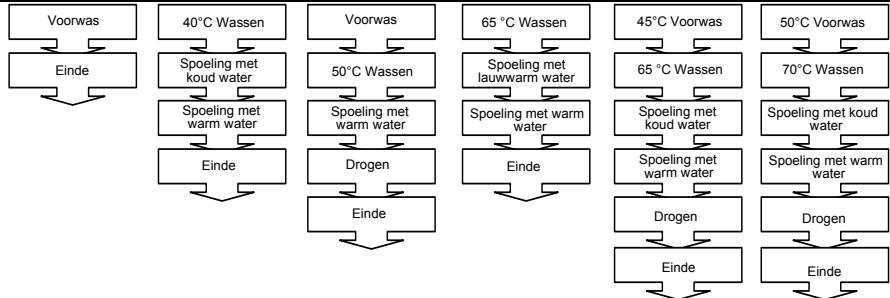 Voorwas
Einde
40°C Wassen
Spoeling met
koud water
Spoeling met
warm water
Einde
Voorwas
50°C Wassen
Spoeling met
warm water
Drogen
Einde
65 °C Wassen
Spoeling met
lauwwarm water
Spoeling met warm
water
Einde
45°C Voorwas
65 °C Wassen
Spoeling met
koud water
Spoeling met
warm water
Drogen
Einde
50°C Voorwas
70°C Wassen
Spoeling met koud
water
Spoeling met warm
water
Drogen
Einde